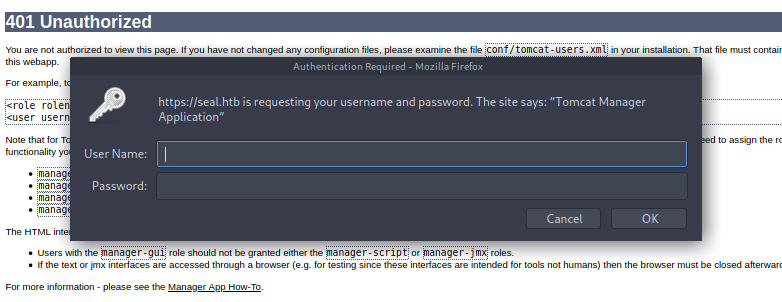 401 Unauthorized
You are not authorized to view this page. If you have not changed any configuration files, please examine the file conf/tomcat-users.xml in your installation. That file must contain
this webapp.
For example, to
Authentication Required - Mozilla Firefox
https://seal.htb is requesting your username and password. The site says: “Tomcat Manager
Application”
<role rolen
<user usern
Note that for To
need to assign the ro
functionality yo
User Name:
Password:
manage
manage
manage
manage
Cancel
OK
The HTML inter
Users with the manager-gui role should not be granted either the manager-script or manager-jmx roles.
If the text or jmx interfaces are accessed through a browser (e.g. for testing since these interfaces are intended for tools not humans) then the browser must be closed afterward
For more information - please see the Manager App How-To.